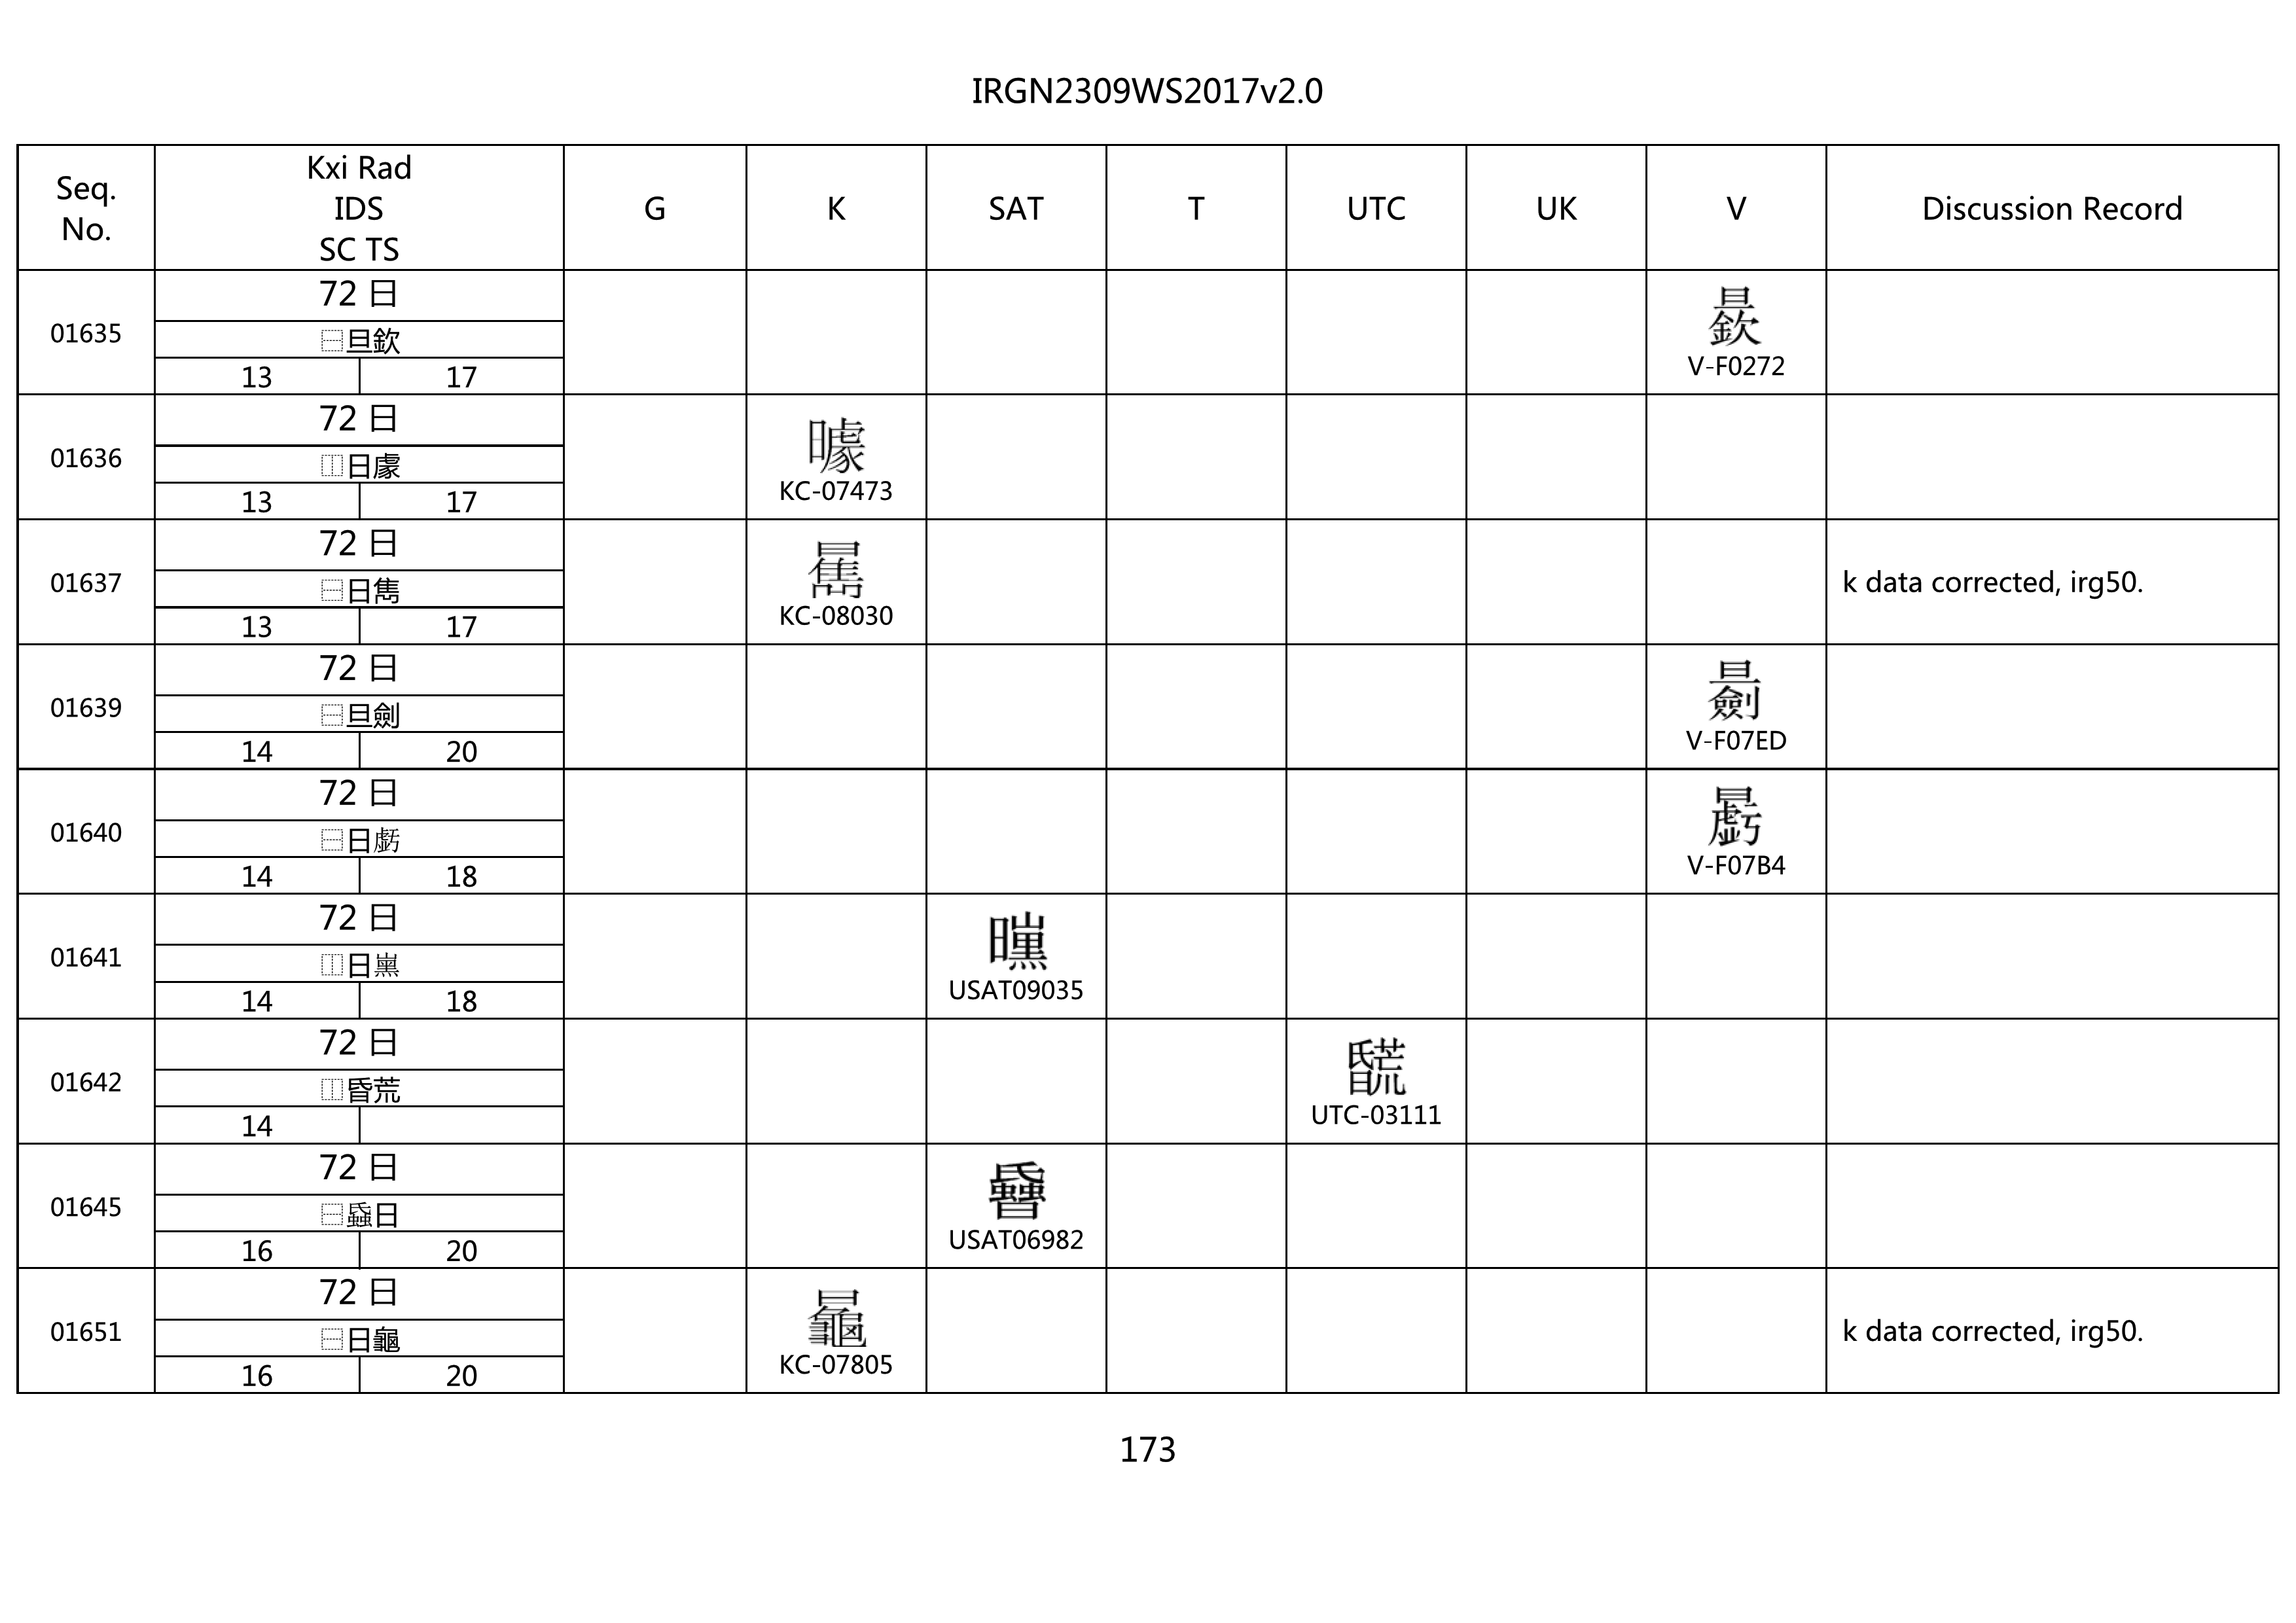 IRGN2309WS2017v2.0
Seq. No. Kxi Rad IDS SC TS G K SAT T UTC UK V Discussion Record
72 日
01635 ⿱旦欽
13 17
V-F0272
72 日
01636 ⿰日豦
13 17
KC-07473
72 日
01637 ⿱日雋
13 17
KC-08030
k data corrected, irg50.
72 日
01639 ⿱旦劍
14 20
V-F07ED
72 日
01640 ⿱日虧
14 18
V-F07B4
72 日
01641 ⿰日
14 18
USAT09035
72 日
01642 ⿰昏荒
14
UTC-03111
72 日
01645 ⿱日
16 20
USAT06982
72 日
01651 ⿱日龜
16 20
KC-07805
k data corrected, irg50.
173